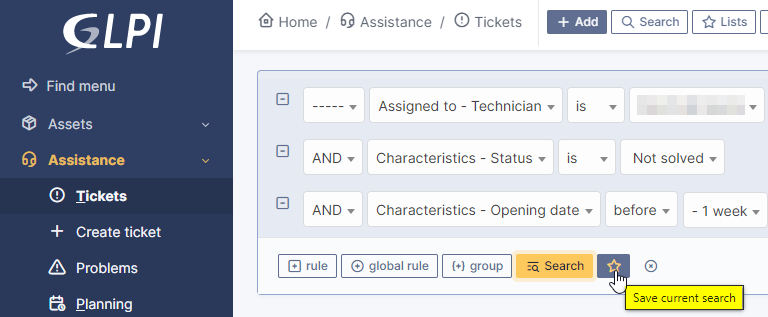 GLPI
Home / Assistance / Tickets
+ Add
Search
Lists
Find menu
Assets
Assistance
Tickets
Create ticket
Problems
Planning
----- Assigned to - Technician is
AND Characteristics - Status is Not solved
AND Characteristics - Opening date before - 1 week
rule
global rule
{+} group
Search
Save current search